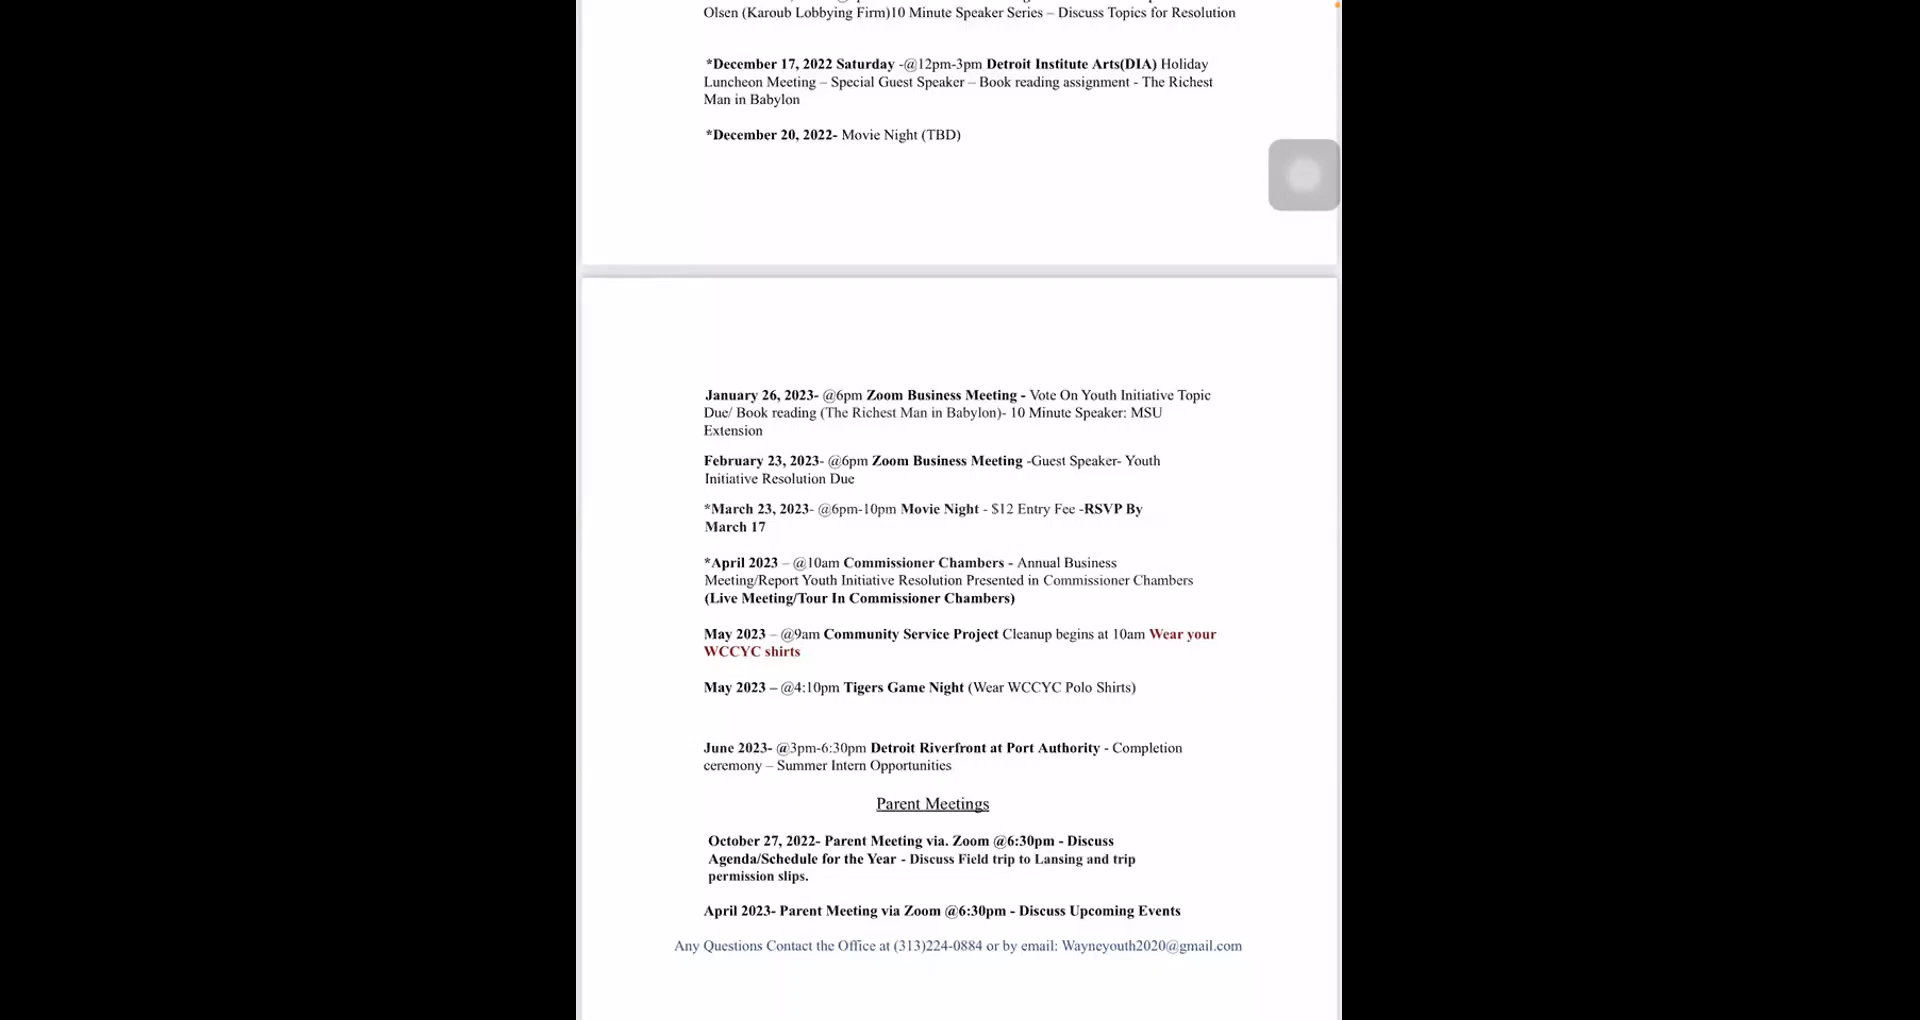 Olsen (Karoub Lobbying Firm)10 Minute Speaker Series – Discuss Topics for Resolution
*December 17, 2022 Saturday -@12pm-3pm Detroit Institute Arts(DIA) Holiday
Luncheon Meeting – Special Guest Speaker – Book reading assignment - The Richest
Man in Babylon
*December 20, 2022- Movie Night (TBD)
January 26, 2023- @6pm Zoom Business Meeting - Vote On Youth Initiative Topic
Due/ Book reading (The Richest Man in Babylon)- 10 Minute Speaker: MSU
Extension
February 23, 2023- @6pm Zoom Business Meeting -Guest Speaker- Youth
Initiative Resolution Due
*March 23, 2023- @6pm-10pm Movie Night - $12 Entry Fee -RSVP By
March 17
*April 2023 – @10am Commissioner Chambers - Annual Business
Meeting/Report Youth Initiative Resolution Presented in Commissioner Chambers
(Live Meeting/Tour In Commissioner Chambers)
May 2023 – @9am Community Service Project Cleanup begins at 10am Wear your
WCCYC shirts
May 2023 – @4:10pm Tigers Game Night (Wear WCCYC Polo Shirts)
June 2023- @3pm-6:30pm Detroit Riverfront at Port Authority - Completion
ceremony – Summer Intern Opportunities
Parent Meetings
October 27, 2022- Parent Meeting via. Zoom @6:30pm - Discuss
Agenda/Schedule for the Year - Discuss Field trip to Lansing and trip
permission slips.
April 2023- Parent Meeting via Zoom @6:30pm - Discuss Upcoming Events
Any Questions Contact the Office at (313)224-0884 or by email: Wayneyouth2020@gmail.com